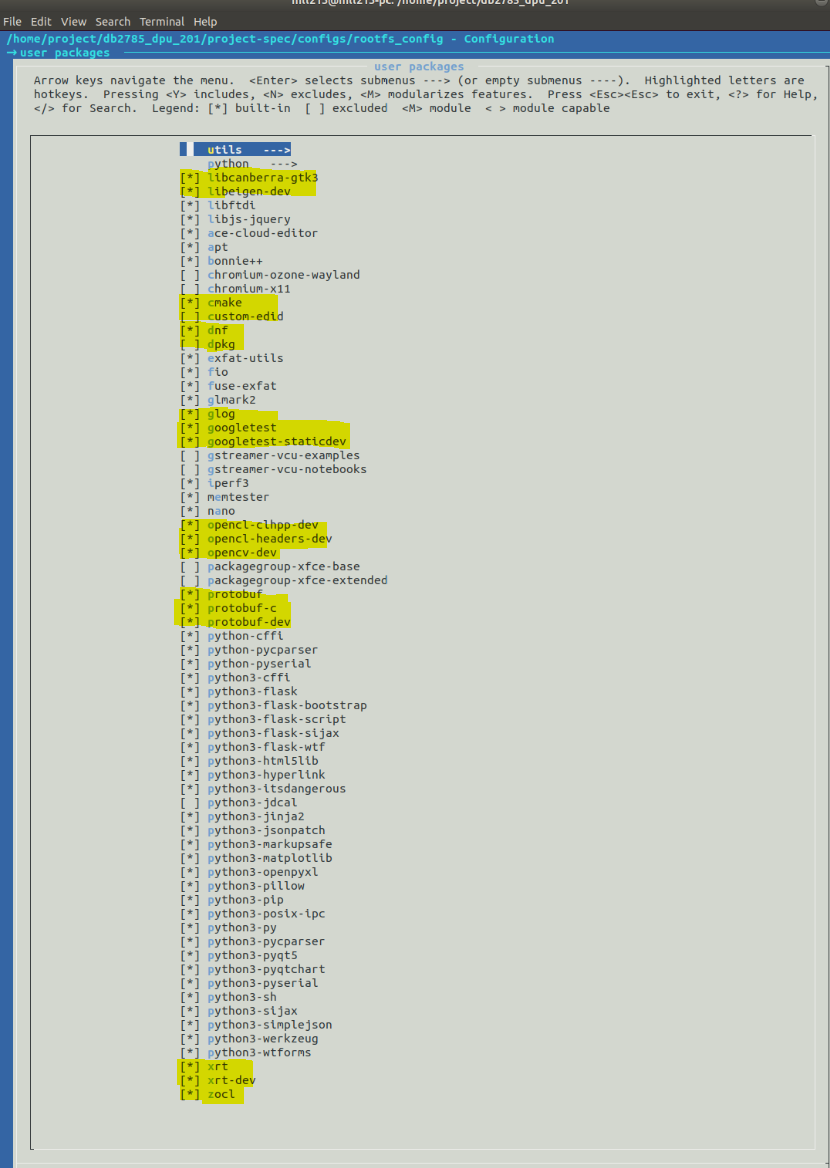 mlt215@mlt215-pc: /home/project/db2785_dpu_201
File Edit View Search Terminal Help
/home/project/db2785_dpu_201/project-spec/configs/rootfs_config - Configuration
→ user packages
user packages
Arrow keys navigate the menu. <Enter> selects submenus ---> (or empty submenus ----). Highlighted letters are
hotkeys. Pressing <Y> includes, <N> excludes, <M> modularizes features. Press <Esc><Esc> to exit, <?> for Help,
</> for Search. Legend: [*] built-in [ ] excluded <M> module < > module capable
utils --->
python --->
[*] libcanberra-gtk3
[*] libeigen-dev
[*] libftdi
[*] libjs-jquery
[*] ace-cloud-editor
[*] apt
[*] bonnie++
[ ] chromium-ozone-wayland
[ ] chromium-x11
[*] cmake
[ ] custom-edid
[*] dnf
[ ] dpkg
[*] exfat-utils
[*] fio
[*] fuse-exfat
[*] glmark2
[*] glog
[*] googletest
[*] googletest-staticdev
[ ] gstreamer-vcu-examples
[ ] gstreamer-vcu-notebooks
[*] iperf3
[*] memtester
[*] nano
[*] opencl-clhpp-dev
[*] opencl-headers-dev
[*] opencv-dev
[ ] packagegroup-xfce-base
[ ] packagegroup-xfce-extended
[*] protobuf
[*] protobuf-c
[*] protobuf-dev
[*] python-cffi
[*] python-pycparser
[*] python-pyserial
[*] python3-cffi
[*] python3-flask
[*] python3-flask-bootstrap
[*] python3-flask-script
[*] python3-flask-sijax
[*] python3-flask-wtf
[*] python3-html5lib
[*] python3-hyperlink
[*] python3-itsdangerous
[ ] python3-jdcal
[*] python3-jinja2
[*] python3-jsonpatch
[*] python3-markupsafe
[*] python3-matplotlib
[*] python3-openpyxl
[*] python3-pillow
[*] python3-pip
[*] python3-posix-ipc
[*] python3-py
[*] python3-pycparser
[*] python3-pyqt5
[*] python3-pyqtchart
[*] python3-pyserial
[*] python3-sh
[*] python3-sijax
[*] python3-simplejson
[*] python3-werkzeug
[*] python3-wtforms
[*] xrt
[*] xrt-dev
[*] zocl